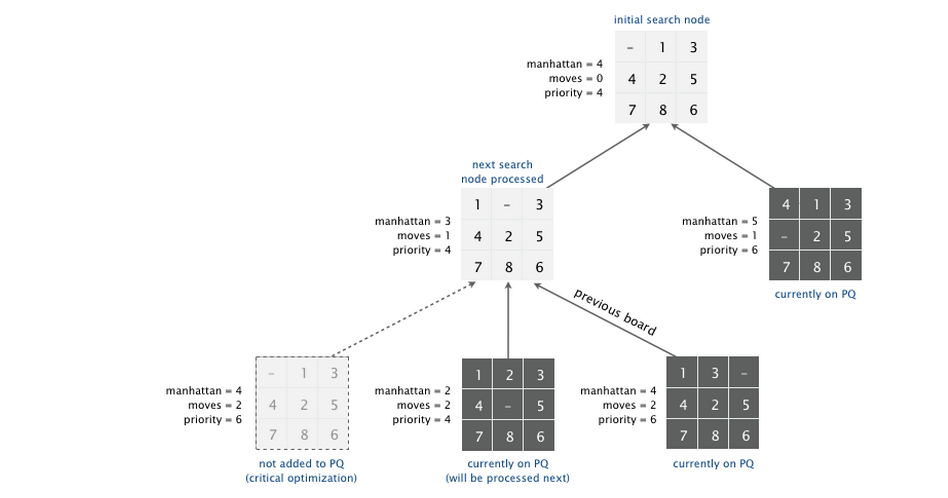 initial search node
– 1 3
manhattan = 4
moves = 0
4 2 5
priority = 4
7 8 6
next search
node processed
1 – 3
manhattan = 3
moves = 1
4 2 5
priority = 4
7 8 6
4 1 3
manhattan = 5
moves = 1
– 2 5
priority = 6
7 8 6
currently on PQ
previous board
– 1 3
manhattan = 4
moves = 2
4 2 5
priority = 6
7 8 6
not added to PQ
(critical optimization)
1 2 3
manhattan = 2
moves = 2
4 – 5
priority = 4
7 8 6
currently on PQ
(will be processed next)
1 3 –
manhattan = 4
moves = 2
4 2 5
priority = 6
7 8 6
currently on PQ